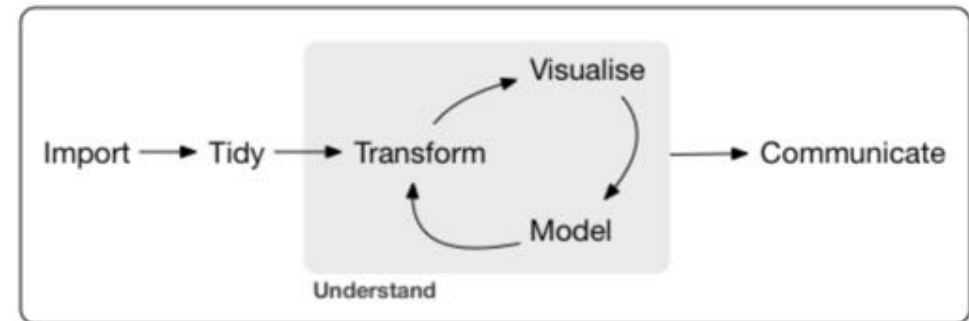 Visualise
Import Tidy Transform Communicate
Model
Understand